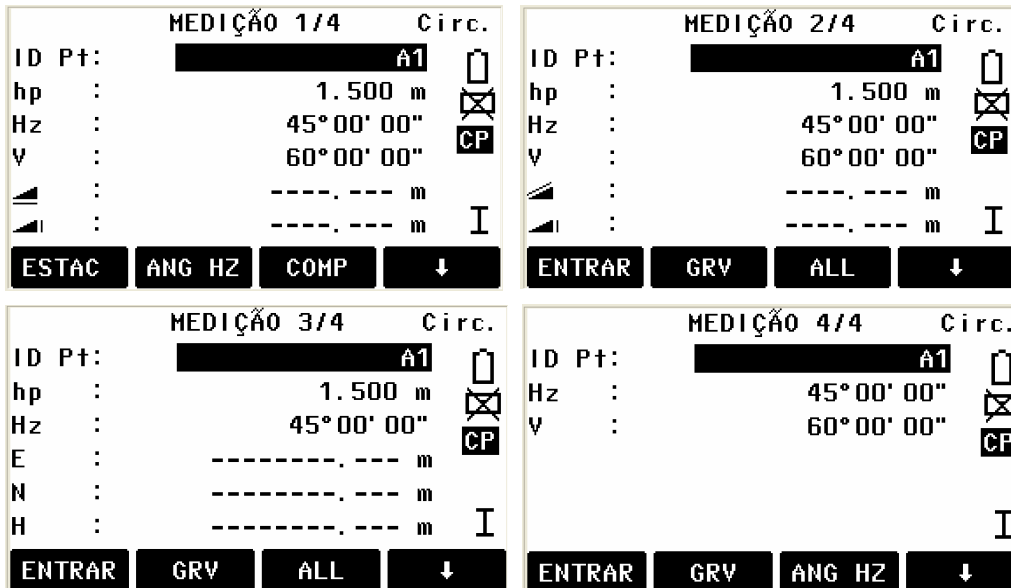 MEDIÇÃO 1/4 Circ.
ID Pt: A1
hp : 1.500 m
Hz : 45°00'00"
CP
V : 60°00'00"
: ----.--- m
: ----.--- m
ESTAC ANG HZ COMP ↓
MEDIÇÃO 2/4 Circ.
ID Pt: A1
hp : 1.500 m
Hz : 45°00'00"
CP
V : 60°00'00"
: ----.--- m
: ----.--- m
ENTRAR GRV ALL ↓
MEDIÇÃO 3/4 Circ.
ID Pt: A1
hp : 1.500 m
Hz : 45°00'00"
CP
E : --------.--- m
N : --------.--- m
H : --------.--- m
I
ENTRAR GRV ALL ↓
MEDIÇÃO 4/4 Circ.
ID Pt: A1
Hz : 45°00'00"
V : 60°00'00"
CP
I
ENTRAR GRV ANG HZ ↓